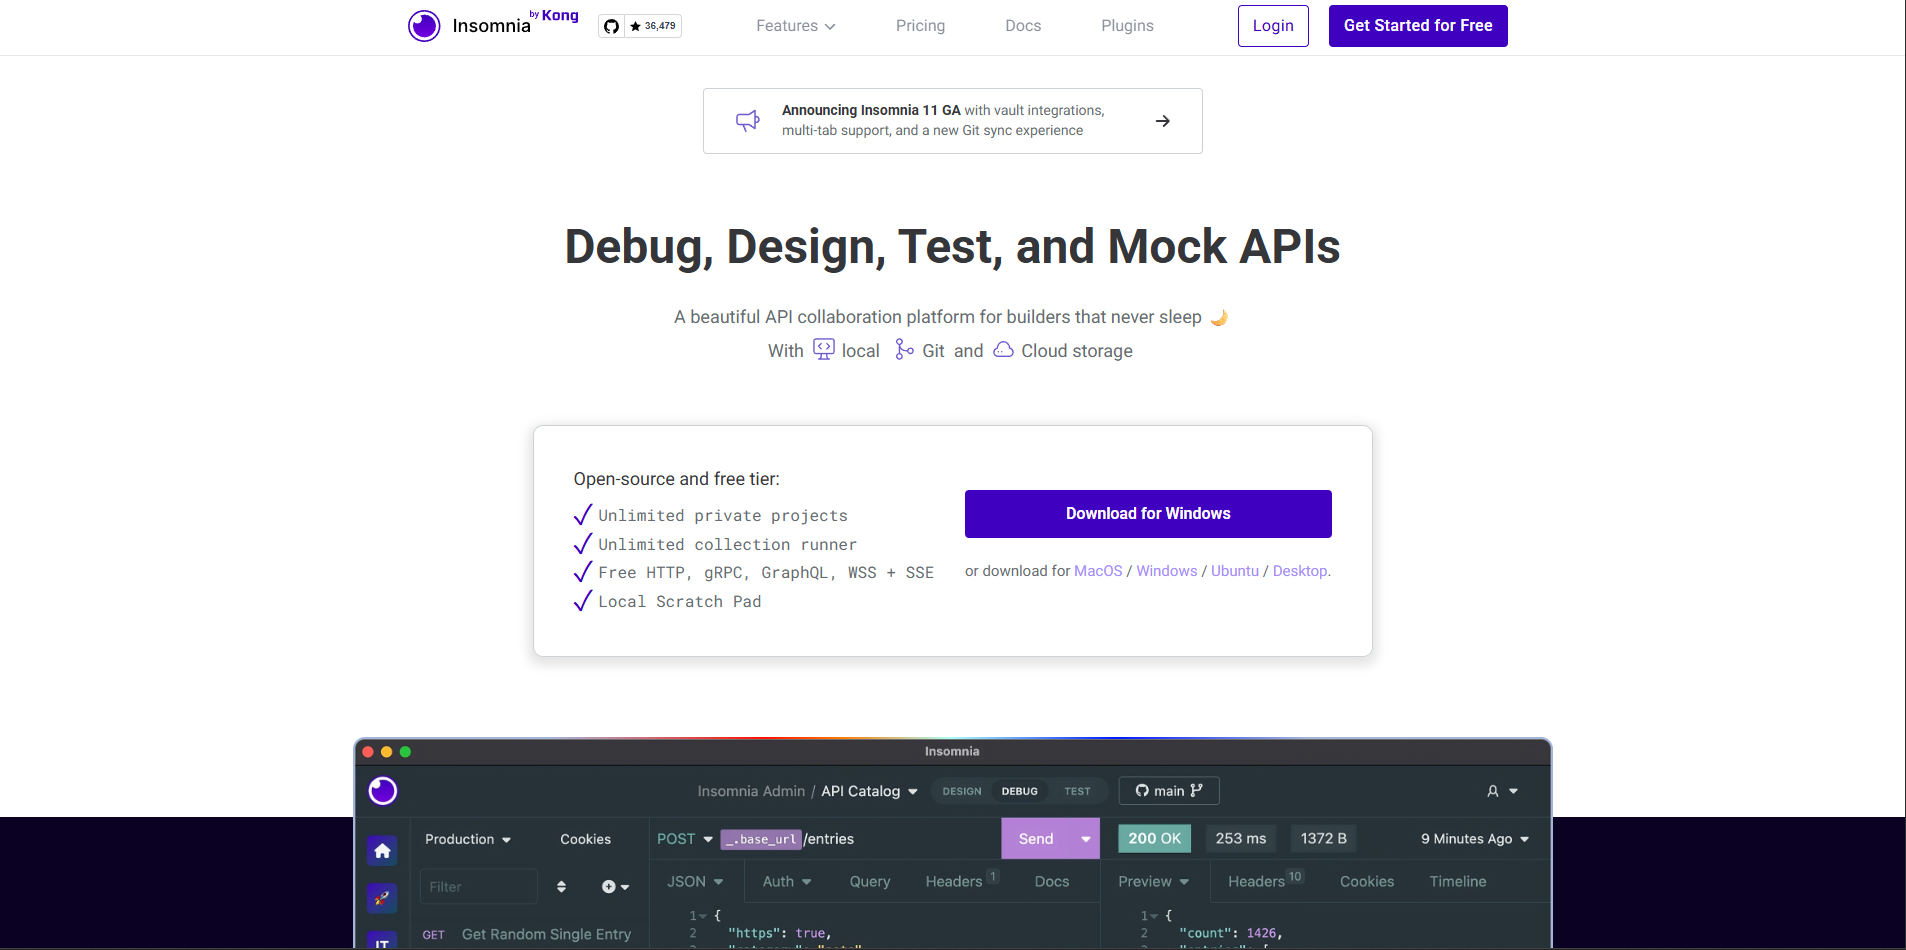 Insomnia by Kong
36,479
Features
Pricing
Docs
Plugins
Login
Get Started for Free
Announcing Insomnia 11 GA with vault integrations,
multi-tab support, and a new Git sync experience
Debug, Design, Test, and Mock APIs
A beautiful API collaboration platform for builders that never sleep 🌙
With local Git and Cloud storage
Open-source and free tier:
Unlimited private projects
Unlimited collection runner
Free HTTP, gRPC, GraphQL, WSS + SSE
Local Scratch Pad
Download for Windows
or download for MacOS / Windows / Ubuntu / Desktop.
Insomnia
Insomnia Admin / API Catalog
DESIGN
DEBUG
TEST
main
Production
Cookies
POST
_.base_url/entries
Send
200 OK
253 ms
1372 B
9 Minutes Ago
Filter
JSON
Auth
Query
Headers 1
Docs
Preview
Headers 10
Cookies
Timeline
GET Get Random Single Entry
IT
1 {
2 "https": true,
1 {
2 "count": 1426,